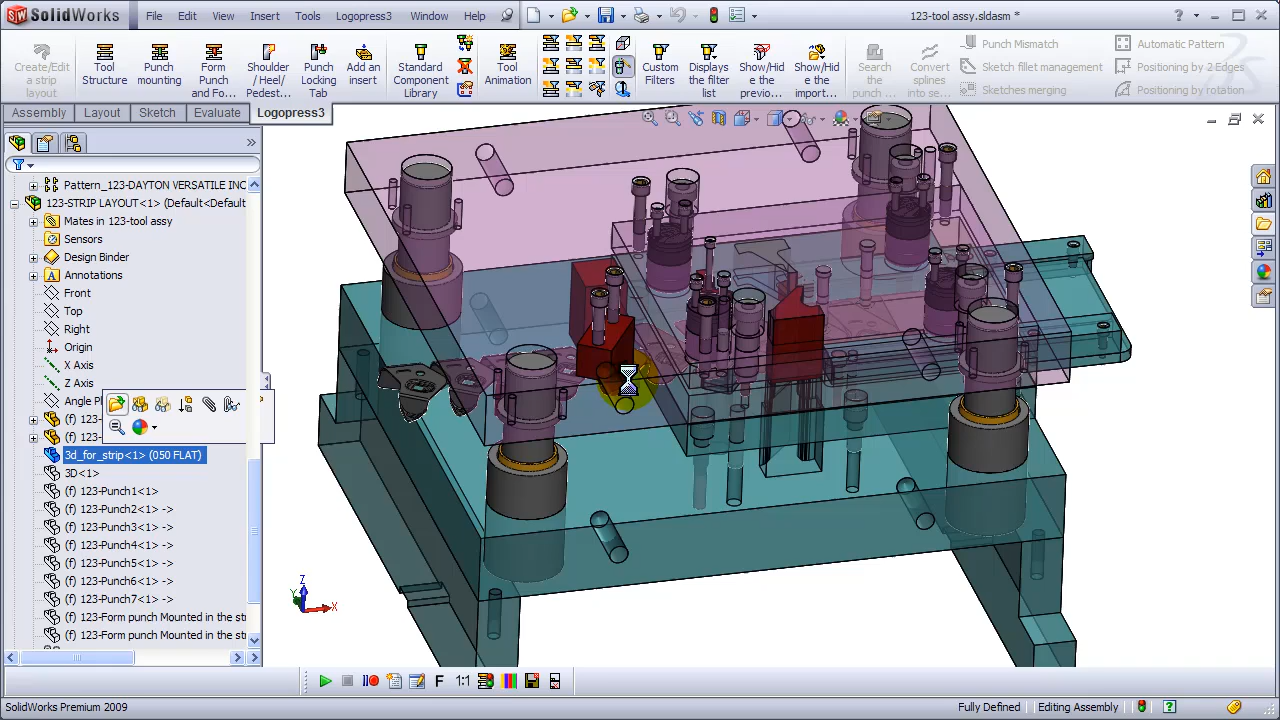 SolidWorks File Edit View Insert Logopress3 Window Help 123-tool assy.sldasm *
Create/Edit a strip layout
Tool Structure
Punch mounting
Form Punch and Fo...
Shoulder / Heel/ Pedest...
Punch Locking Tab
Add an insert
Standard Component Library
Tool Animation
Custom Filters
Displays the filter list
Show/Hide the previo...
Show/Hide the import...
Search the punch ...
Convert splines into se...
Punch Mismatch
Sketch fillet management
Sketches merging
Automatic Pattern
Positioning by 2 Edges
Positioning by rotation
Assembly Layout Sketch Evaluate Logopress3
Pattern_123-DAYTON VERSATILE INC
123-STRIP LAYOUT<1> (Default<Default
Mates in 123-tool assy
Sensors
Design Binder
Annotations
Front
Top
Right
Origin
X Axis
Z Axis
Angle P
(f) 123
(f) 123
3d_for_strip<1> (050 FLAT)
3D<1>
(f) 123-Punch1<1>
(f) 123-Punch2<1> ->
(f) 123-Punch3<1> ->
(f) 123-Punch4<1> ->
(f) 123-Punch5<1> ->
(f) 123-Punch6<1> ->
(f) 123-Punch7<1> ->
(f) 123-Form punch Mounted in the str
(f) 123-Form punch Mounted in the str
Z
Y
X
F 1:1
SolidWorks Premium 2009 Fully Defined Editing Assembly